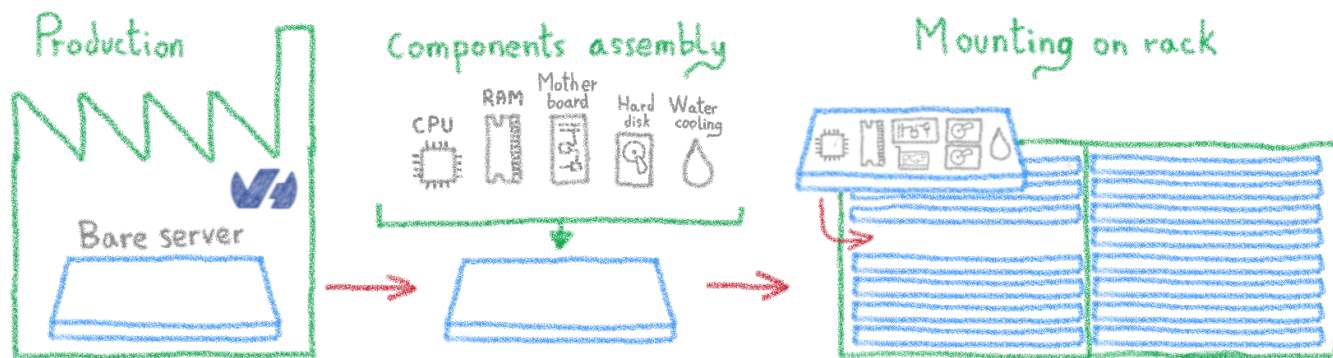 Production
Bare server
Components assembly
CPU
RAM
Mother
board
Hard
disk
Water
cooling
Mounting on rack